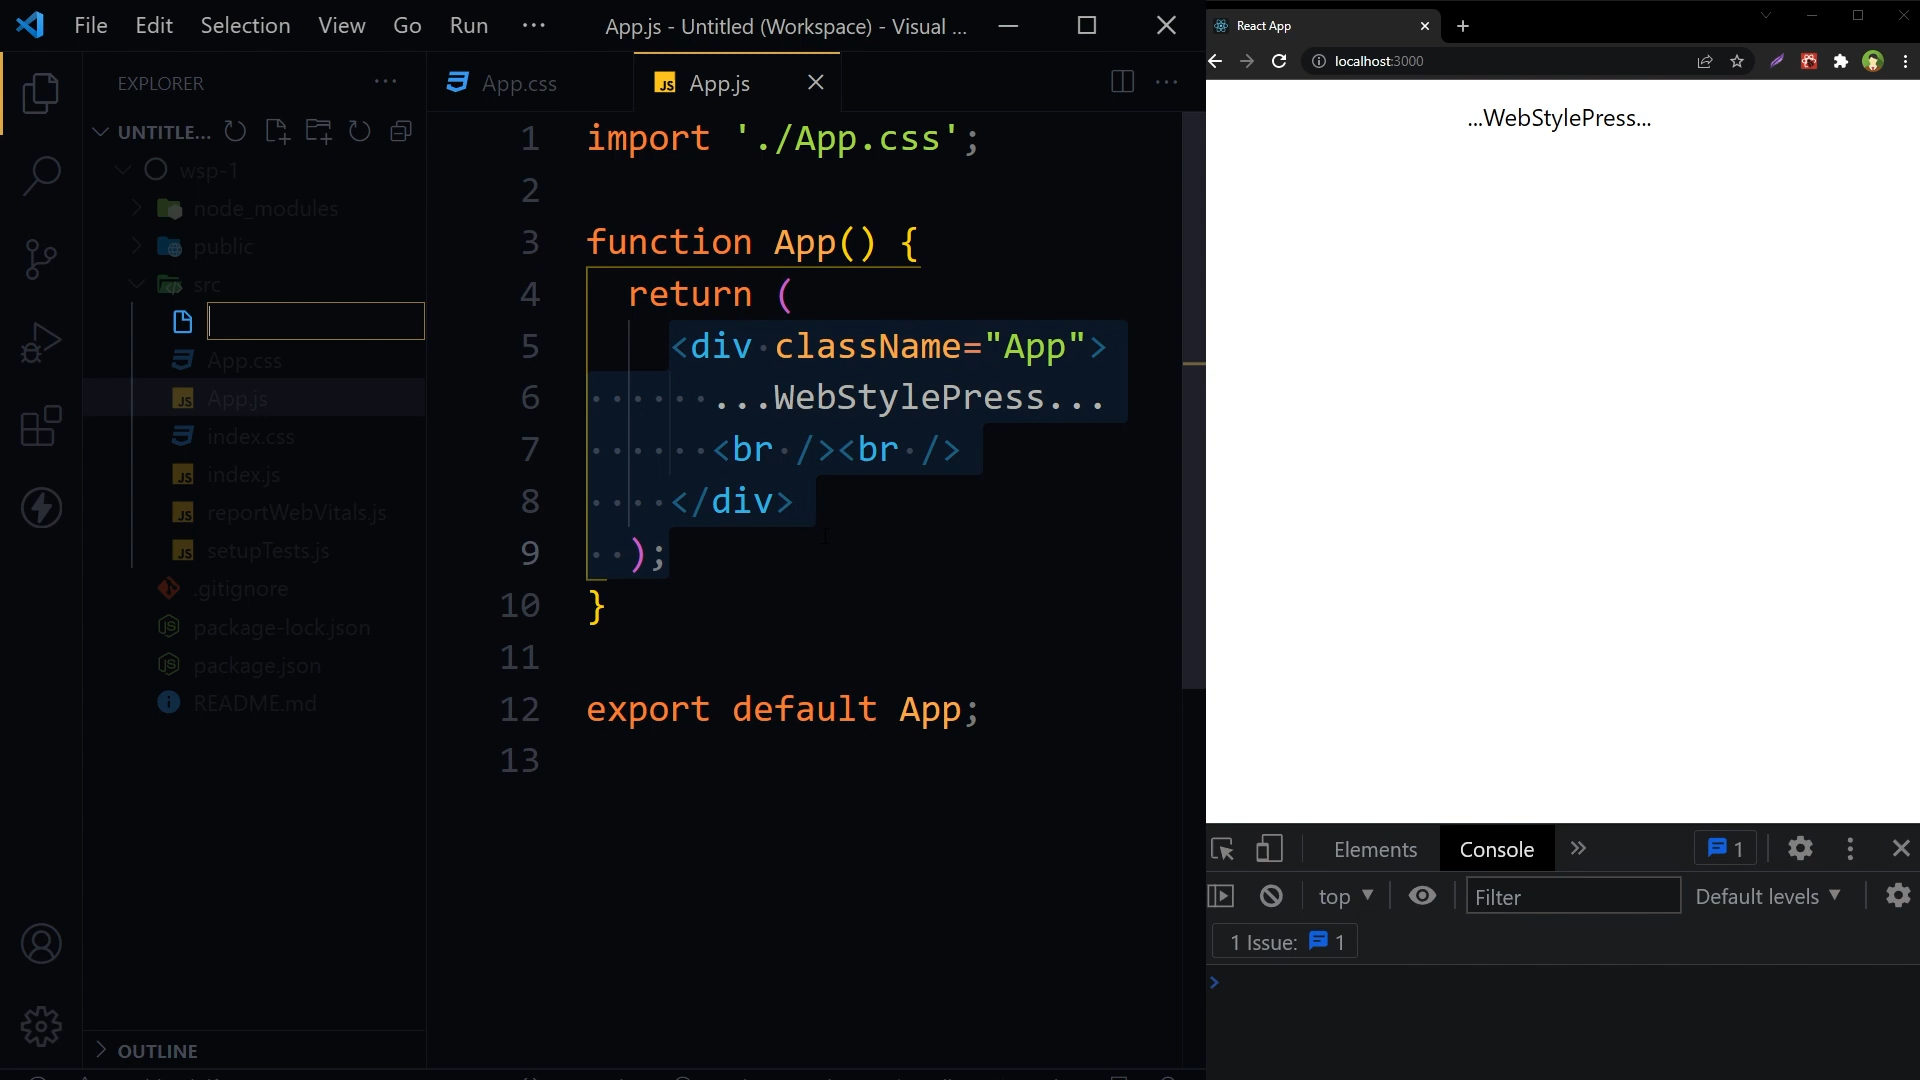 File Edit Selection View Go Run ··· App.js - Untitled (Workspace) - Visual ...
EXPLORER ···
UNTITLE...
wsp-1
node_modules
public
src
App.css
App.js
index.css
index.js
reportWebVitals.js
setupTests.js
.gitignore
package-lock.json
package.json
README.md
OUTLINE
App.css App.js
1 import './App.css';
2
3 function App() {
4 return (
5 <div className="App">
6 ...WebStylePress...
7 <br /><br />
8 </div>
9 );
10 }
11
12 export default App;
13
React App
localhost:3000
...WebStylePress...
Elements Console » 1
top Filter Default levels
1 Issue: 1